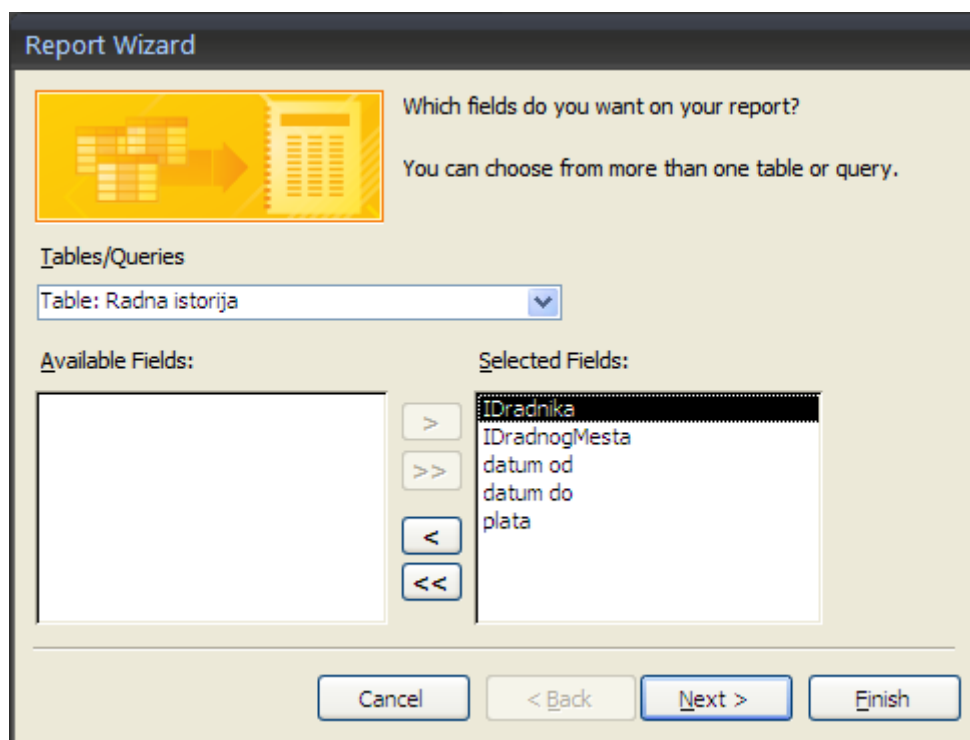 Report Wizard
Which fields do you want on your report?
You can choose from more than one table or query.
Tables/Queries
Table: Radna istorija
Available Fields:
Selected Fields:
>
>>
<
<<
IDradnika
IDradnogMesta
datum od
datum do
plata
Cancel
< Back
Next >
Finish